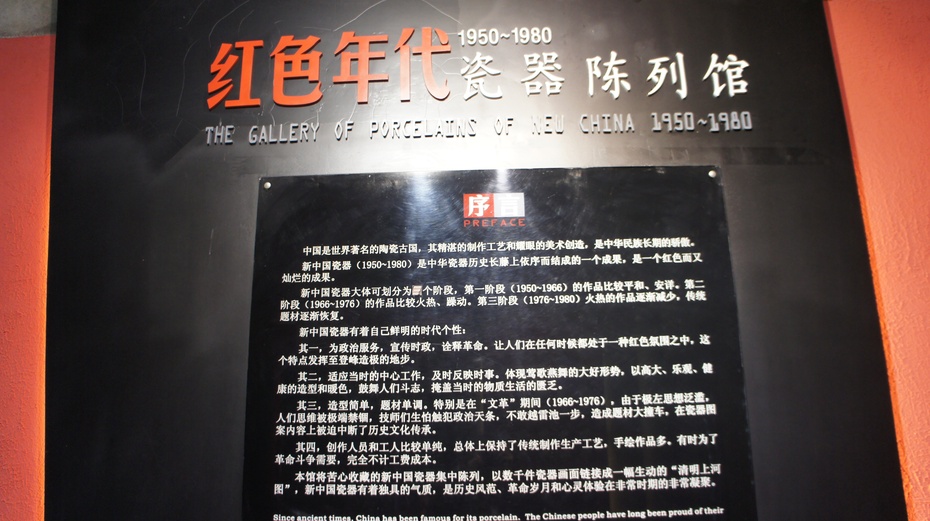 1950~1980
红色年代瓷器陈列馆
THE GALLERY OF PORCELAINS OF NEU CHINA 1950~1980
序言
PREFACE
中国是世界著名的陶瓷古国，其精湛的制作工艺和耀眼的美术创造，是中华民族长期的骄傲。
新中国瓷器（1950~1980）是中华瓷器历史长藤上依序而结成的一个成果，是一个红色而又
灿烂的成果。
新中国瓷器大体可划分为三个阶段，第一阶段（1950~1966）的作品比较平和、安详。第二
阶段（1966~1976）的作品比较火热、躁动。第三阶段（1976~1980）火热的作品逐渐减少，传统
题材逐渐恢复。
新中国瓷器有着自己鲜明的时代个性：
其一，为政治服务，宣传时政，诠释革命。让人们在任何时候都处于一种红色氛围之中，这
个特点发挥至登峰造极的地步。
其二，适应当时的中心工作，及时反映时事。体现莺歌燕舞的大好形势，以高大、乐观、健
康的造型和暖色，鼓舞人们斗志，掩盖当时的物质生活的匮乏。
其三，造型简单，题材单调。特别是在“文革”期间（1966~1976），由于极左思想泛滥，
人们思维被极端禁锢，技师们生怕触犯政治天条，不敢越雷池一步，造成题材大撞车，在瓷器图
案内容上被迫中断了历史文化传承。
其四，创作人员和工人比较单纯，总体上保持了传统制作生产工艺，手绘作品多。有时为了
革命斗争需要，完全不计工费成本。
本馆将苦心收藏的新中国瓷器集中陈列，以数千件瓷器画面链接成一幅生动的“清明上河
图”，新中国瓷器有着独具的气质，是历史风范、革命岁月和心灵体验在非常时期的非常凝聚。
Since ancient times, China has been famous for its porcelain. The Chinese people have long been proud of their